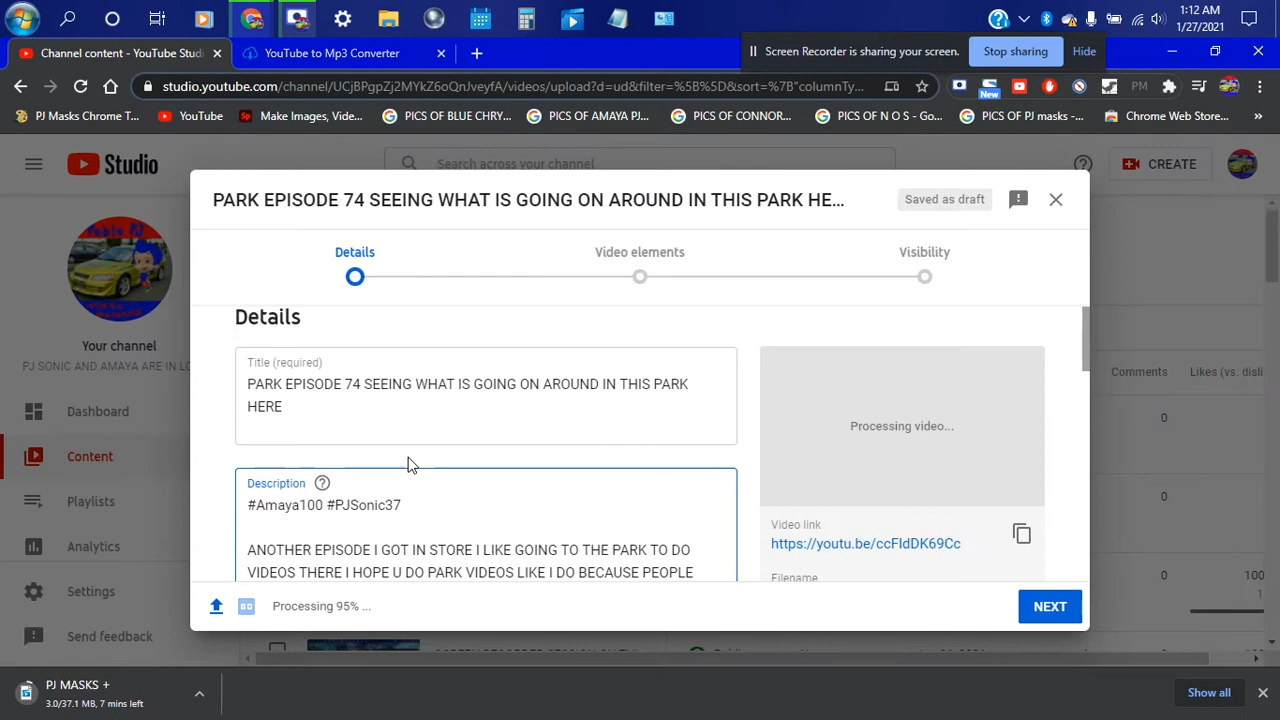 1:12 AM
1/27/2021
Channel content - YouTube Studi
YouTube to Mp3 Converter
Screen Recorder is sharing your screen.
Stop sharing
Hide
studio.youtube.com/channel/UCjBPgpZj2MYkZ6oQnJveyfA/videos/upload?d=ud&filter=%5B%5D&sort=%7B"columnTy...
New
PM
PJ Masks Chrome T...
YouTube
Make Images, Vide...
PICS OF BLUE CHRY...
PICS OF AMAYA PJ...
PICS OF CONNOR...
PICS OF N O S - Go...
PICS OF PJ masks - ...
Chrome Web Store...
Studio
Search across your channel
CREATE
PARK EPISODE 74 SEEING WHAT IS GOING ON AROUND IN THIS PARK HE...
Saved as draft
Details
Video elements
Visibility
Pablo PJ
Your channel
PJ SONIC AND AMAYA ARE IN LO
Dashboard
Content
Playlists
Analytics
Settings
Send feedback
Details
Title (required)
PARK EPISODE 74 SEEING WHAT IS GOING ON AROUND IN THIS PARK
HERE
Description
#Amaya100 #PJSonic37
ANOTHER EPISODE I GOT IN STORE I LIKE GOING TO THE PARK TO DO
VIDEOS THERE I HOPE U DO PARK VIDEOS LIKE I DO BECAUSE PEOPLE
Processing video...
Video link
https://youtu.be/ccFIdDK69Cc
Filename
Comments
Likes (vs. disli
0
0
0
100
0
Processing 95% ...
NEXT
PJ MASKS +
3.0/37.1 MB, 7 mins left
Show all